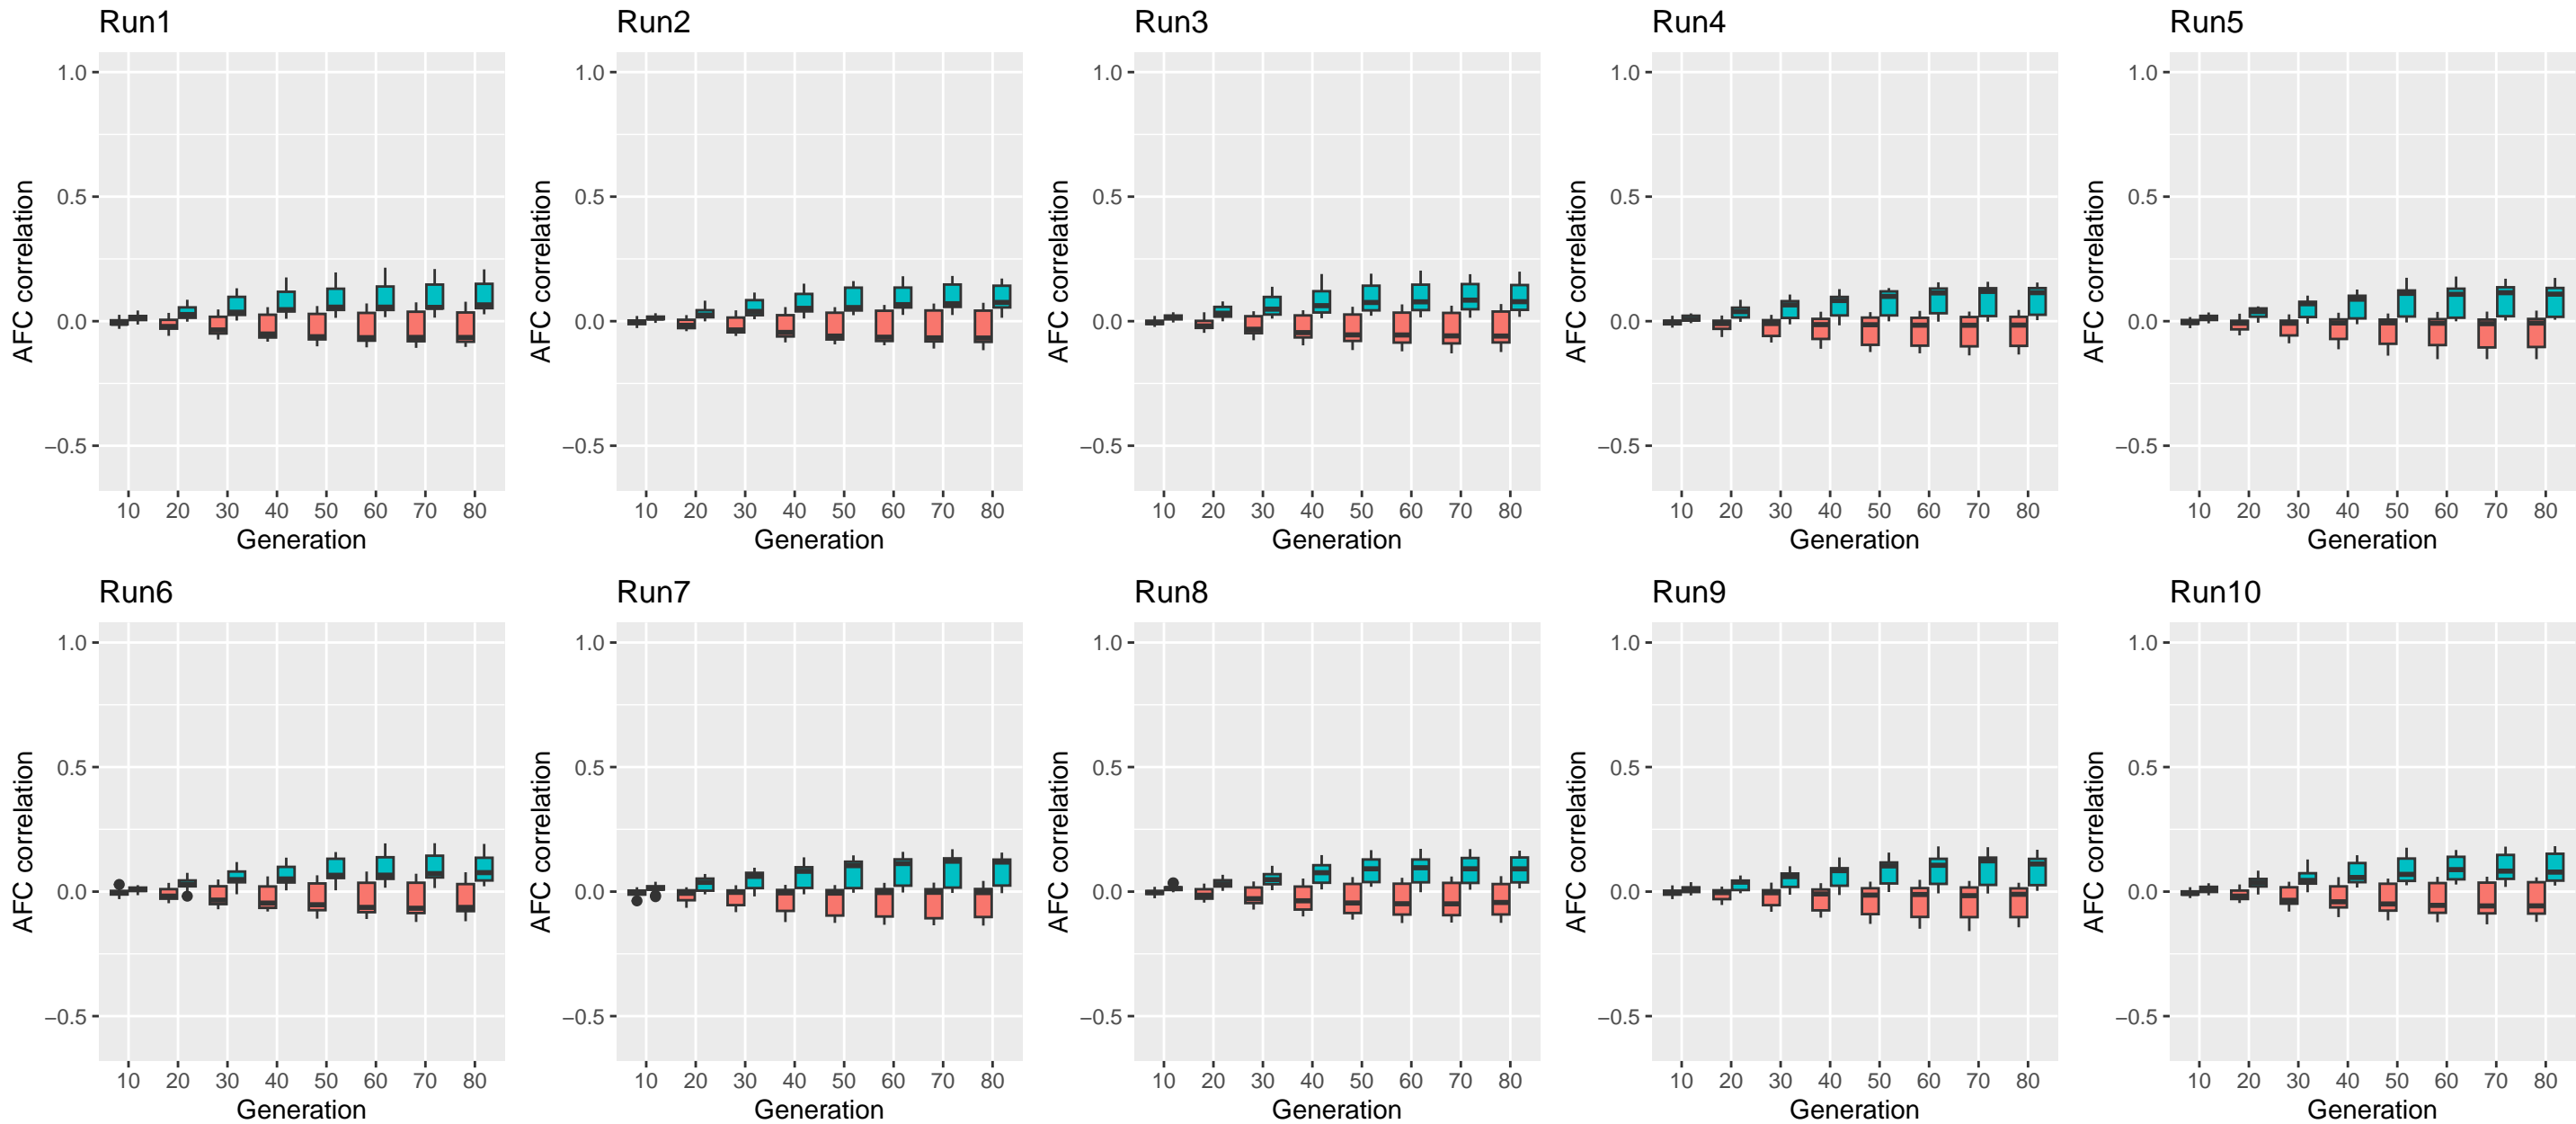 Run1 Run2 Run3 Run4 Run5
1.0 1.0 1.0 1.0 1.0
0.5 0.5 0.5 0.5 0.5
0.0 0.0 0.0 0.0 0.0
−0.5 −0.5 −0.5 −0.5 −0.5
AFC correlation AFC correlation AFC correlation AFC correlation AFC correlation
10 20 30 40 50 60 70 80 10 20 30 40 50 60 70 80 10 20 30 40 50 60 70 80 10 20 30 40 50 60 70 80 10 20 30 40 50 60 70 80
Generation Generation Generation Generation Generation
Run6 Run7 Run8 Run9 Run10
1.0 1.0 1.0 1.0 1.0
0.5 0.5 0.5 0.5 0.5
0.0 0.0 0.0 0.0 0.0
−0.5 −0.5 −0.5 −0.5 −0.5
AFC correlation AFC correlation AFC correlation AFC correlation AFC correlation
10 20 30 40 50 60 70 80 10 20 30 40 50 60 70 80 10 20 30 40 50 60 70 80 10 20 30 40 50 60 70 80 10 20 30 40 50 60 70 80
Generation Generation Generation Generation Generation